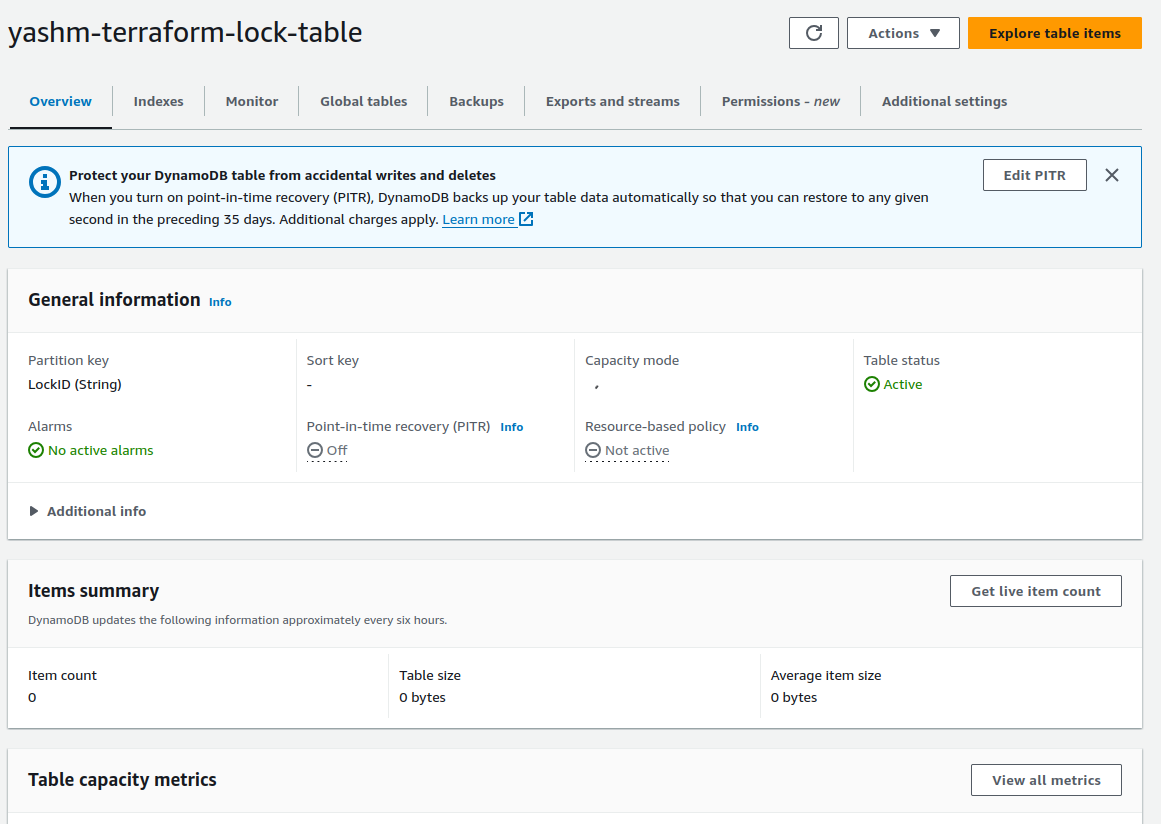 yashm-terraform-lock-table
Actions
Explore table items
Overview
Indexes
Monitor
Global tables
Backups
Exports and streams
Permissions - new
Additional settings
Protect your DynamoDB table from accidental writes and deletes
When you turn on point-in-time recovery (PITR), DynamoDB backs up your table data automatically so that you can restore to any given
second in the preceding 35 days. Additional charges apply. Learn more
Edit PITR
General information Info
Partition key
LockID (String)
Sort key
-
Capacity mode
Table status
Active
Alarms
No active alarms
Point-in-time recovery (PITR) Info
Off
Resource-based policy Info
Not active
Additional info
Items summary
Get live item count
DynamoDB updates the following information approximately every six hours.
Item count
0
Table size
0 bytes
Average item size
0 bytes
Table capacity metrics
View all metrics